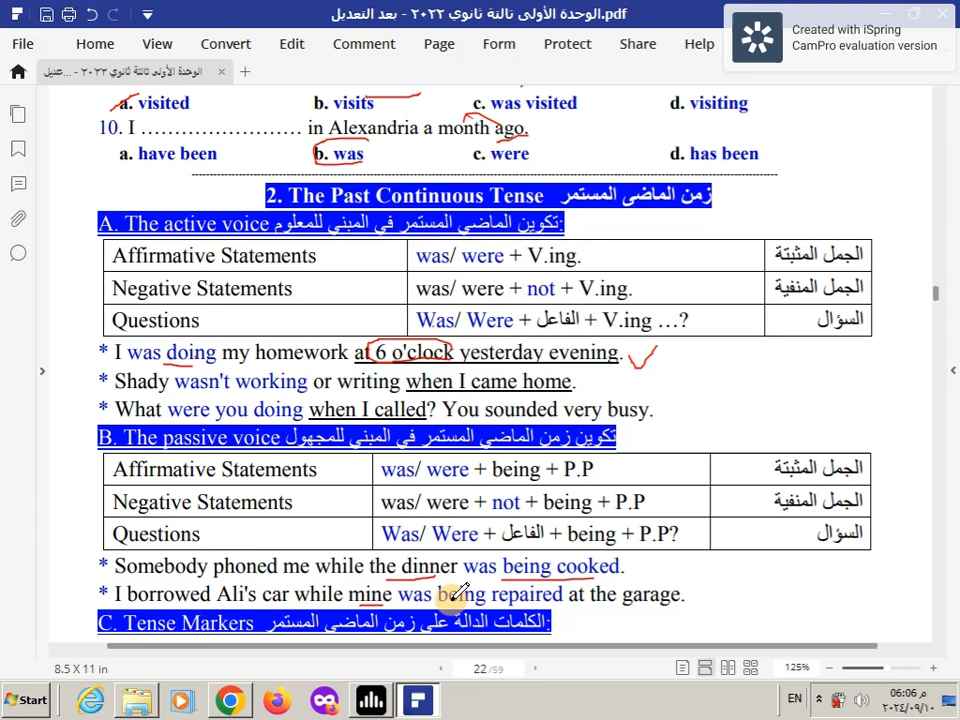 الوحدة الأولى تالتة ثانوي ٢٠٢٢ - بعد التعديل.pdf
Created with iSpring
CamPro evaluation version
File Home View Convert Edit Comment Page Form Protect Share Help
الوحدة الأولى تالتة ثانوي ٢٠٢٢ - ...عديل
a. visited b. visits c. was visited d. visiting
10. I ........................ in Alexandria a month ago.
a. have been b. was c. were d. has been
2. The Past Continuous Tense زمن الماضى المستمر
A. The active voice تكوين الماضي المستمر في المبني للمعلوم:
Affirmative Statements was/ were + V.ing. الجمل المثبتة
Negative Statements was/ were + not + V.ing. الجمل المنفية
Questions Was/ Were + الفاعل + V.ing …? السؤال
* I was doing my homework at 6 o'clock yesterday evening.
* Shady wasn't working or writing when I came home.
* What were you doing when I called? You sounded very busy.
B. The passive voice تكوين زمن الماضي المستمر في المبني للمجهول
Affirmative Statements was/ were + being + P.P الجمل المثبتة
Negative Statements was/ were + not + being + P.P الجمل المنفية
Questions Was/ Were + الفاعل + being + P.P? السؤال
* Somebody phoned me while the dinner was being cooked.
* I borrowed Ali's car while mine was being repaired at the garage.
C. Tense Markers الكلمات الدالة على زمن الماضي المستمر:
8.5 X 11 in 22 /59 125%
Start EN م 06:06
٢٠٢٤/٠٩/١٠